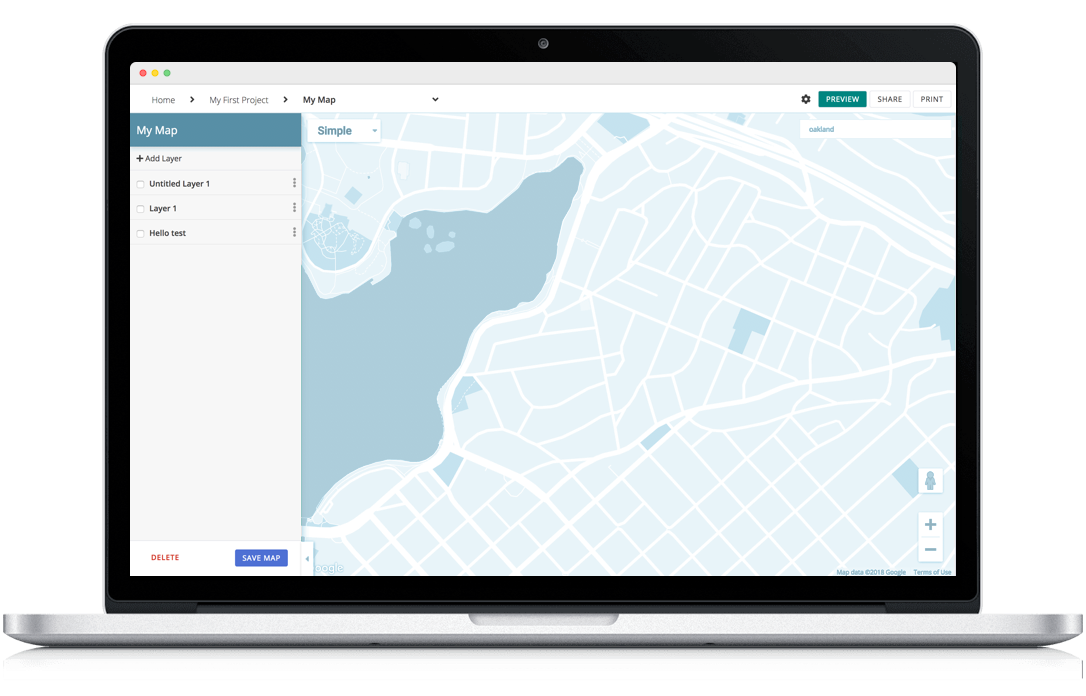 Home My First Project My Map PREVIEW SHARE PRINT
My Map
Simple
oakland
Add Layer
Untitled Layer 1
Layer 1
Hello test
DELETE SAVE MAP
Google
Map data ©2018 Google Terms of Use